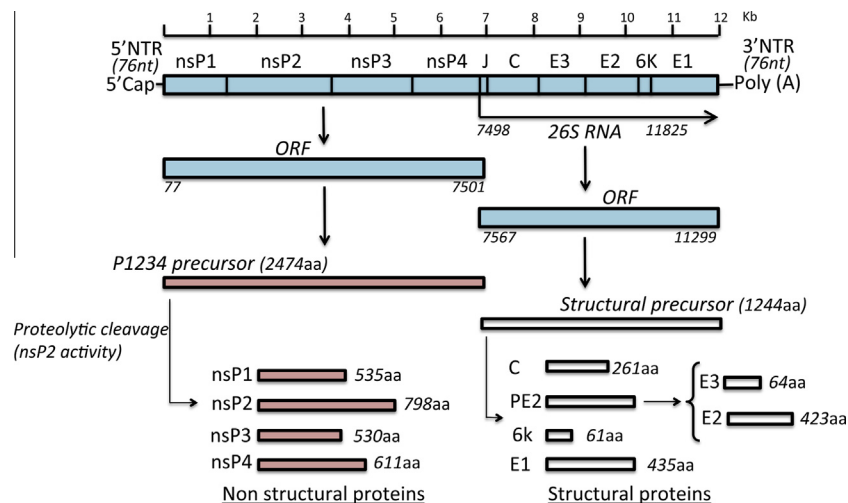 1 2 3 4 5 6 7 8 9 10 11 12 Kb
5'NTR
(76nt)
nsP1 nsP2 nsP3 nsP4 J C E3 E2 6K E1
3'NTR
(76nt)
5'Cap
Poly (A)
7498 26S RNA 11825
ORF
77 7501
ORF
7567 11299
P1234 precursor (2474aa)
Structural precursor (1244aa)
Proteolytic cleavage
(nsP2 activity)
nsP1 535aa
nsP2 798aa
nsP3 530aa
nsP4 611aa
Non structural proteins
C 261aa
PE2
6k 61aa
E1 435aa
E3 64aa
E2 423aa
Structural proteins